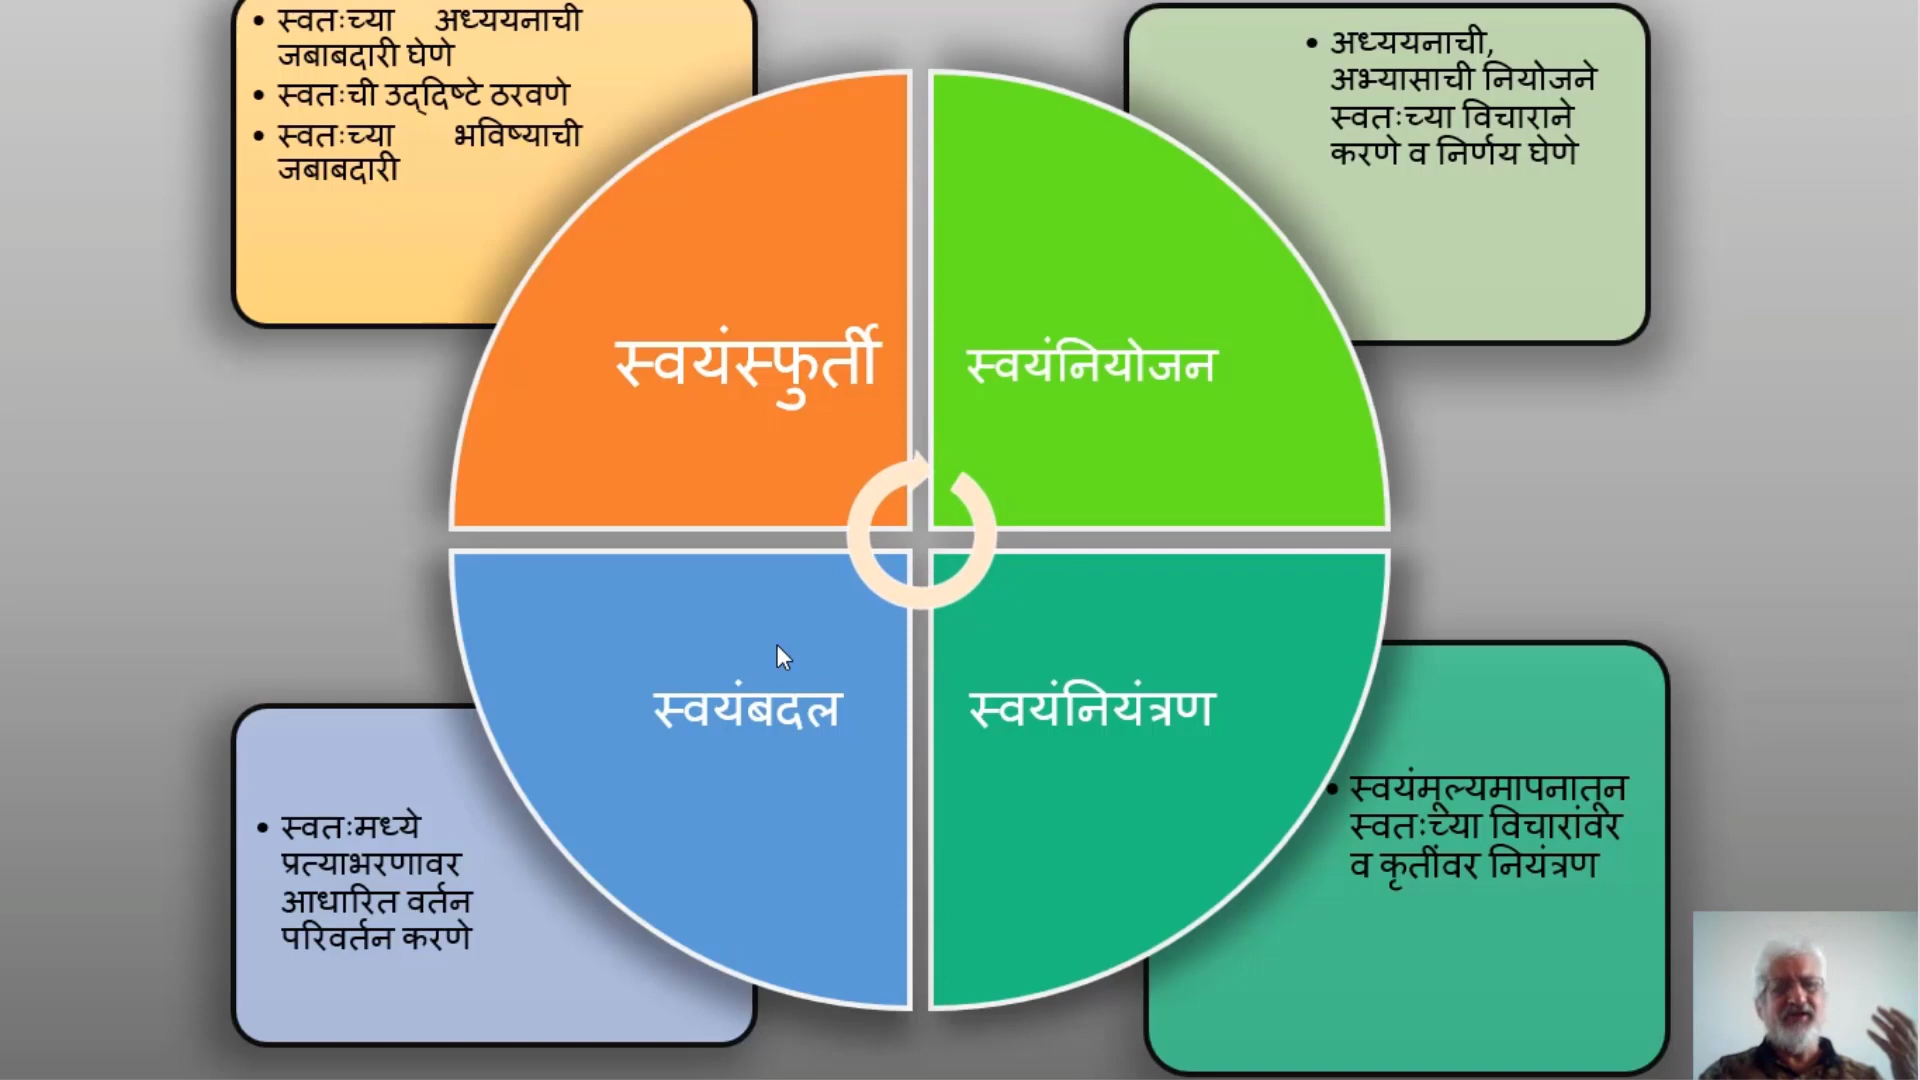 • स्वतःच्या अध्ययनाची
जबाबदारी घेणे
• स्वतःची उद्दिष्टे ठरवणे
• स्वतःच्या भविष्याची
जबाबदारी
• अध्ययनाची,
अभ्यासाची नियोजने
स्वतःच्या विचाराने
करणे व निर्णय घेणे
स्वयंस्फुर्ती
स्वयंनियोजन
स्वयंबदल
स्वयंनियंत्रण
• स्वतःमध्ये
प्रत्याभरणावर
आधारित वर्तन
परिवर्तन करणे
• स्वयंमूल्यमापनातून
स्वतःच्या विचारांवर
व कृतींवर नियंत्रण